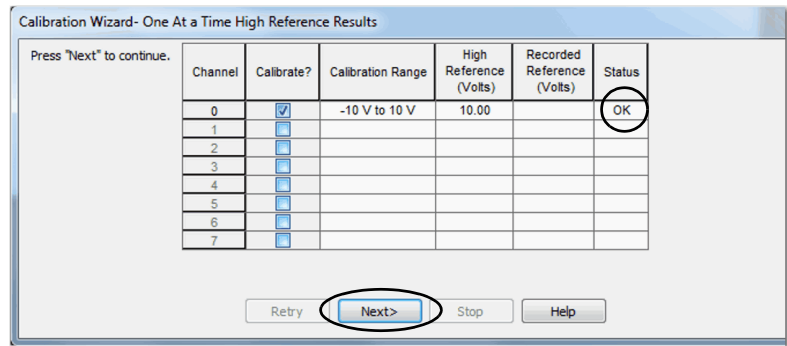 Calibration Wizard- One At a Time High Reference Results
Press "Next" to continue.
Channel Calibrate? Calibration Range High Reference (Volts) Recorded Reference (Volts) Status
0 -10 V to 10 V 10.00 OK
1
2
3
4
5
6
7
Retry Next> Stop Help